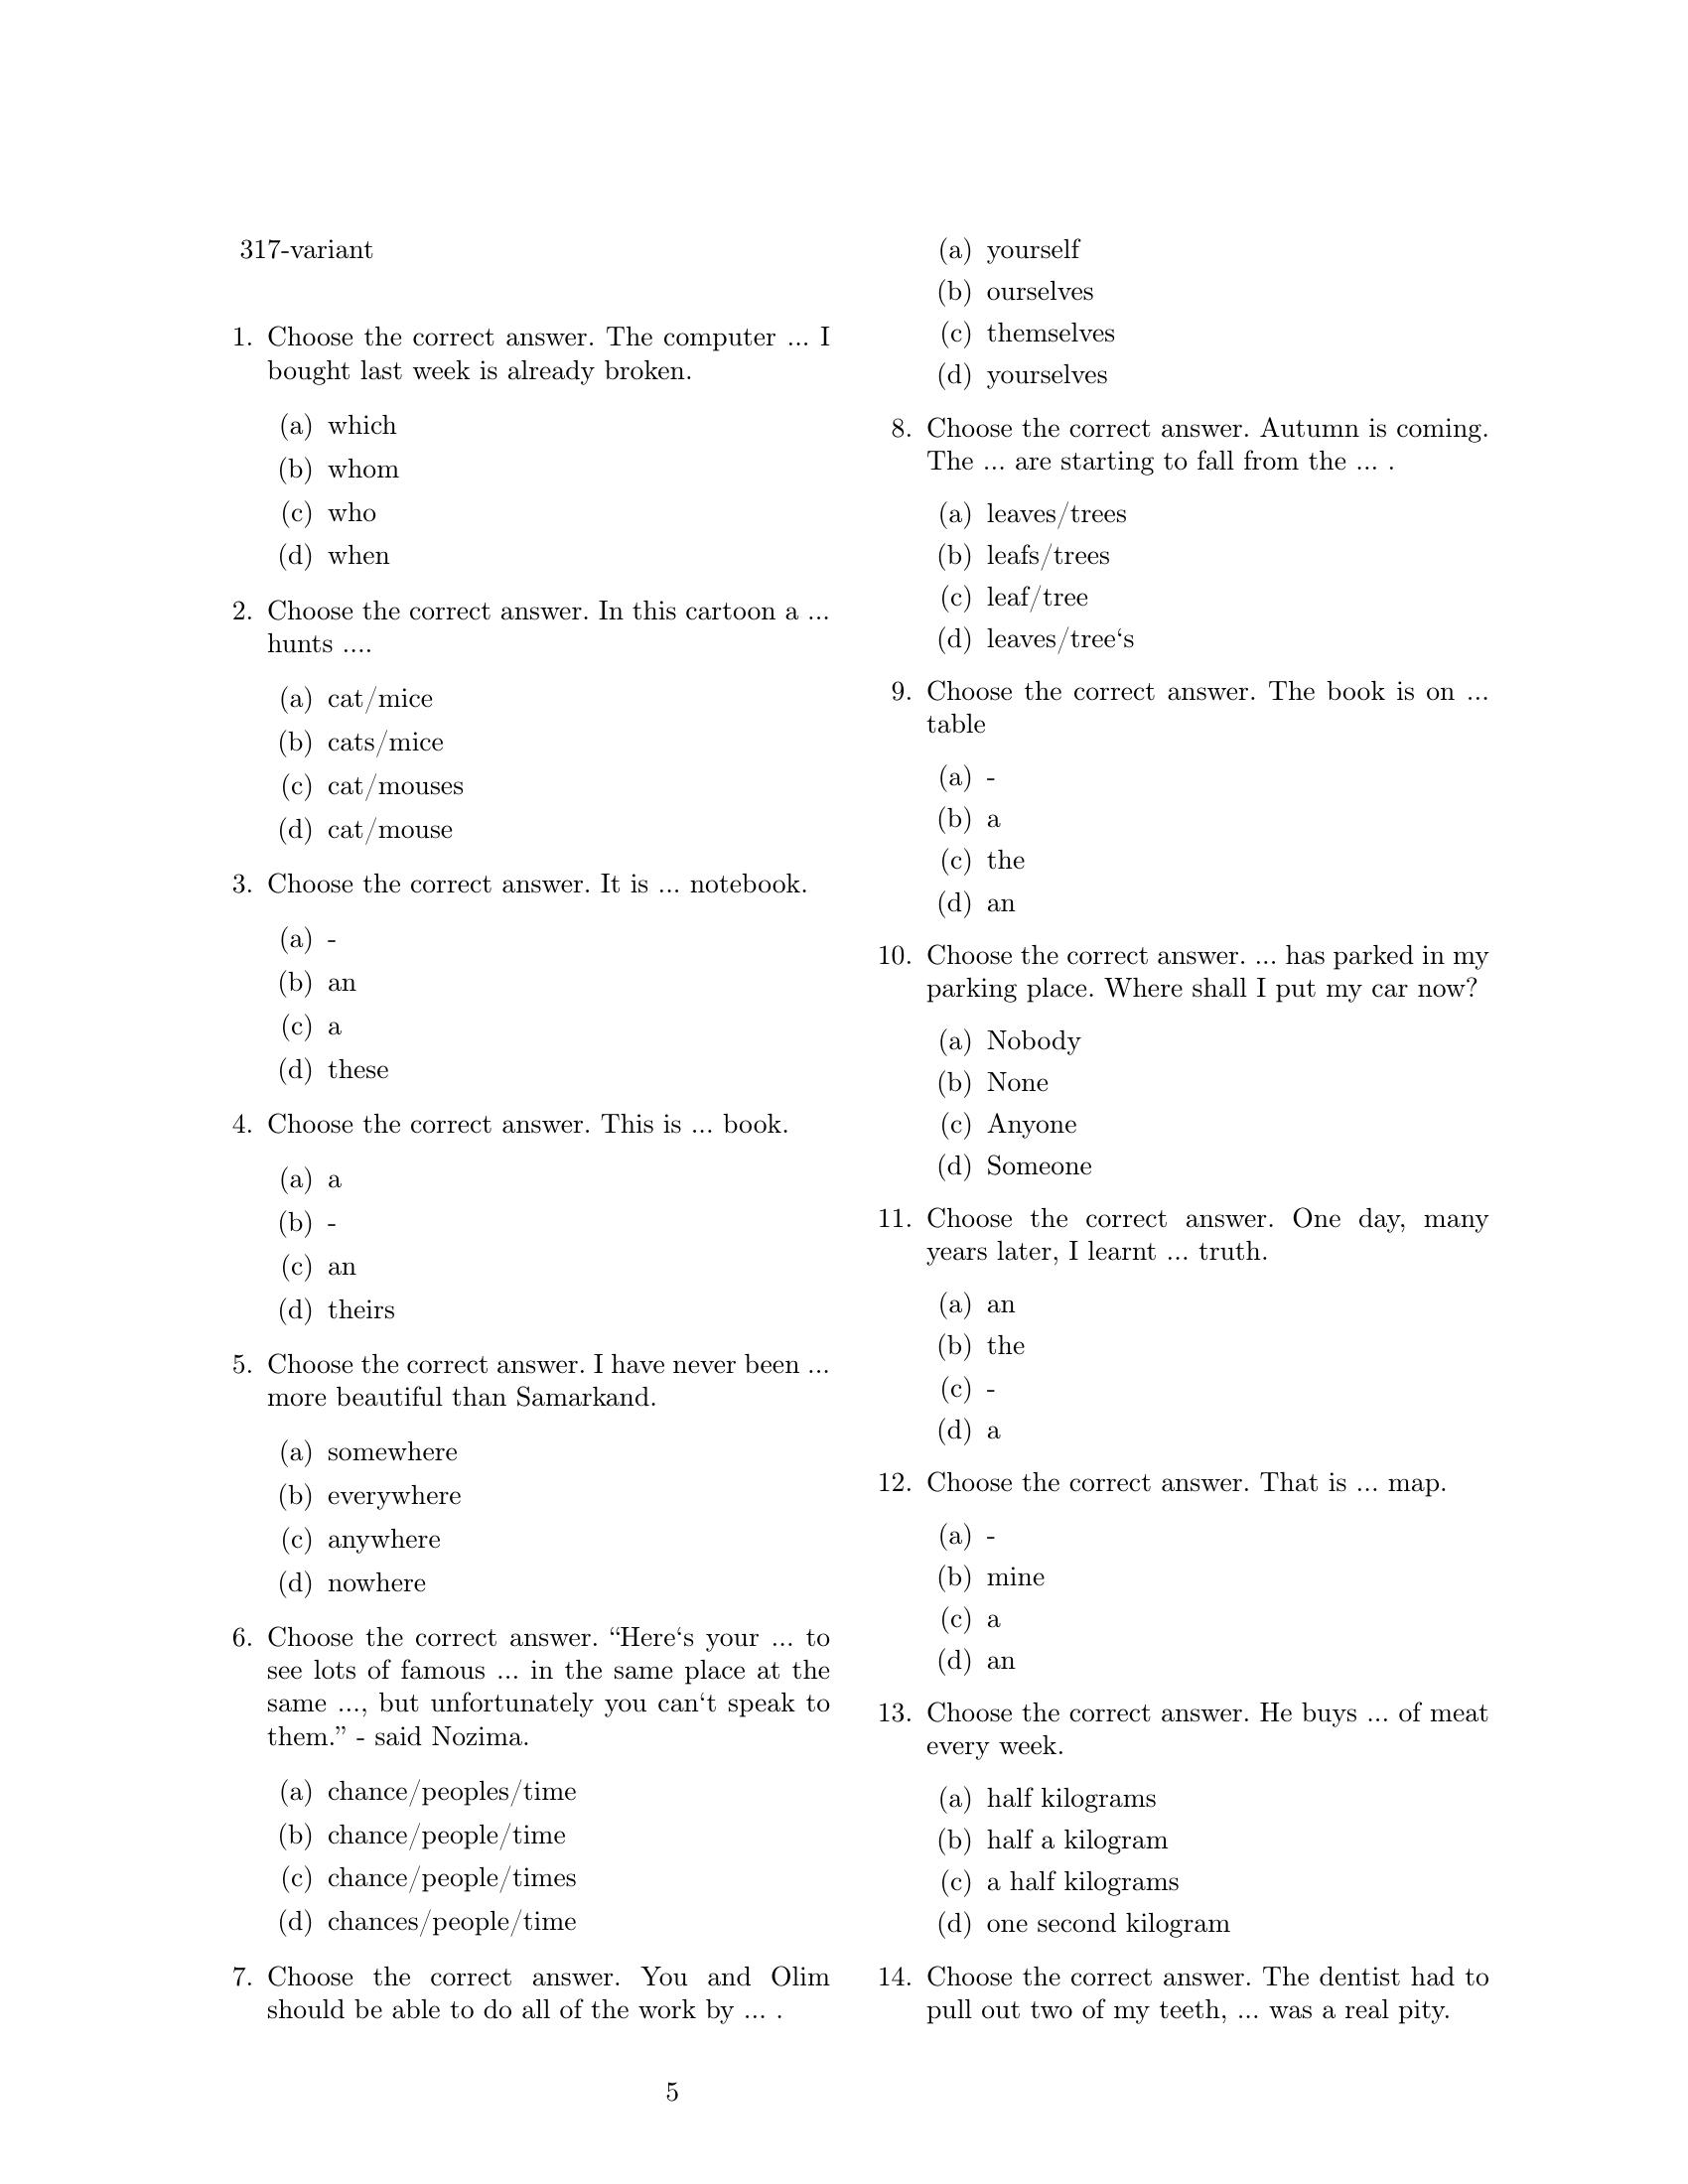 317-variant
1. Choose the correct answer. The computer ... I
bought last week is already broken.
(a) which
(b) whom
(c) who
(d) when
2. Choose the correct answer. In this cartoon a ...
hunts ....
(a) cat/mice
(b) cats/mice
(c) cat/mouses
(d) cat/mouse
3. Choose the correct answer. It is ... notebook.
(a) -
(b) an
(c) a
(d) these
4. Choose the correct answer. This is ... book.
(a) a
(b) -
(c) an
(d) theirs
5. Choose the correct answer. I have never been ...
more beautiful than Samarkand.
(a) somewhere
(b) everywhere
(c) anywhere
(d) nowhere
6. Choose the correct answer. “Here‘s your ... to
see lots of famous ... in the same place at the
same ..., but unfortunately you can‘t speak to
them.” - said Nozima.
(a) chance/peoples/time
(b) chance/people/time
(c) chance/people/times
(d) chances/people/time
7. Choose the correct answer. You and Olim
should be able to do all of the work by ... .
(a) yourself
(b) ourselves
(c) themselves
(d) yourselves
8. Choose the correct answer. Autumn is coming.
The ... are starting to fall from the ... .
(a) leaves/trees
(b) leafs/trees
(c) leaf/tree
(d) leaves/tree‘s
9. Choose the correct answer. The book is on ...
table
(a) -
(b) a
(c) the
(d) an
10. Choose the correct answer. ... has parked in my
parking place. Where shall I put my car now?
(a) Nobody
(b) None
(c) Anyone
(d) Someone
11. Choose the correct answer. One day, many
years later, I learnt ... truth.
(a) an
(b) the
(c) -
(d) a
12. Choose the correct answer. That is ... map.
(a) -
(b) mine
(c) a
(d) an
13. Choose the correct answer. He buys ... of meat
every week.
(a) half kilograms
(b) half a kilogram
(c) a half kilograms
(d) one second kilogram
14. Choose the correct answer. The dentist had to
pull out two of my teeth, ... was a real pity.
5